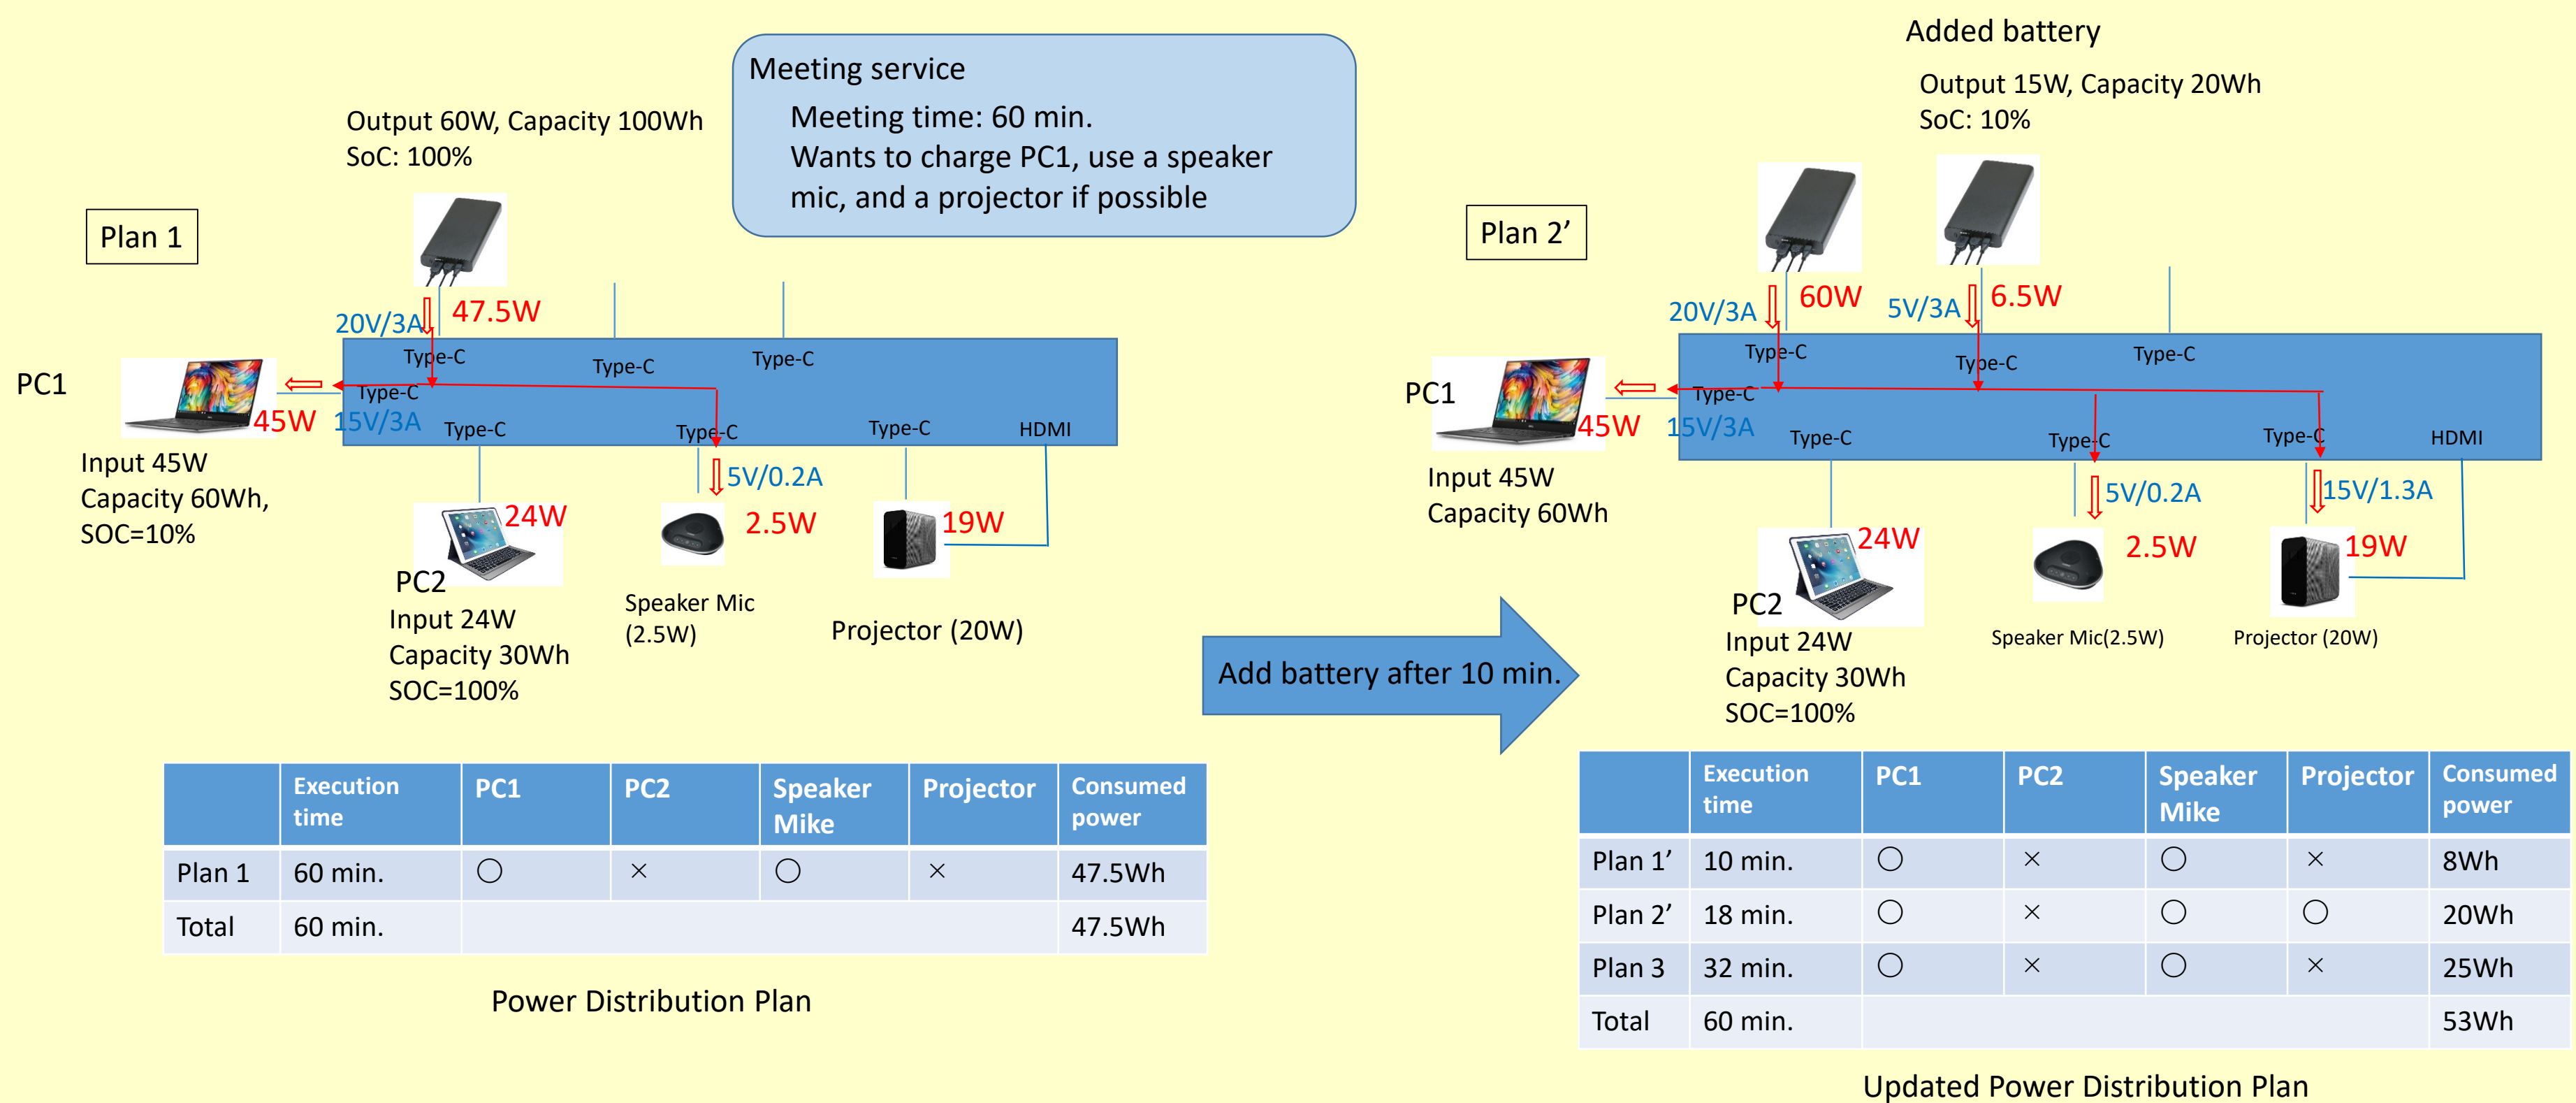 Meeting service
Meeting time: 60 min.
Wants to charge PC1, use a speaker
mic, and a projector if possible
Plan 1
Output 60W, Capacity 100Wh
SoC: 100%
20V/3A
47.5W
Type-C
Type-C
Type-C
PC1
Type-C
45W
15V/3A
Type-C
Type-C
Type-C
HDMI
Input 45W
Capacity 60Wh,
SOC=10%
5V/0.2A
24W
2.5W
19W
PC2
Input 24W
Capacity 30Wh
SOC=100%
Speaker Mic
(2.5W)
Projector (20W)
Add battery after 10 min.
Added battery
Output 15W, Capacity 20Wh
SoC: 10%
Plan 2’
20V/3A
60W
5V/3A
6.5W
Type-C
Type-C
Type-C
PC1
Type-C
45W
15V/3A
Type-C
Type-C
Type-C
HDMI
Input 45W
Capacity 60Wh
5V/0.2A
15V/1.3A
24W
2.5W
19W
PC2
Input 24W
Capacity 30Wh
SOC=100%
Speaker Mic(2.5W)
Projector (20W)
Execution time PC1 PC2 Speaker Mike Projector Consumed power
Plan 1 60 min. ○ × ○ × 47.5Wh
Total 60 min. 47.5Wh
Power Distribution Plan
Execution time PC1 PC2 Speaker Mike Projector Consumed power
Plan 1’ 10 min. ○ × ○ × 8Wh
Plan 2’ 18 min. ○ × ○ ○ 20Wh
Plan 3 32 min. ○ × ○ × 25Wh
Total 60 min. 53Wh
Updated Power Distribution Plan